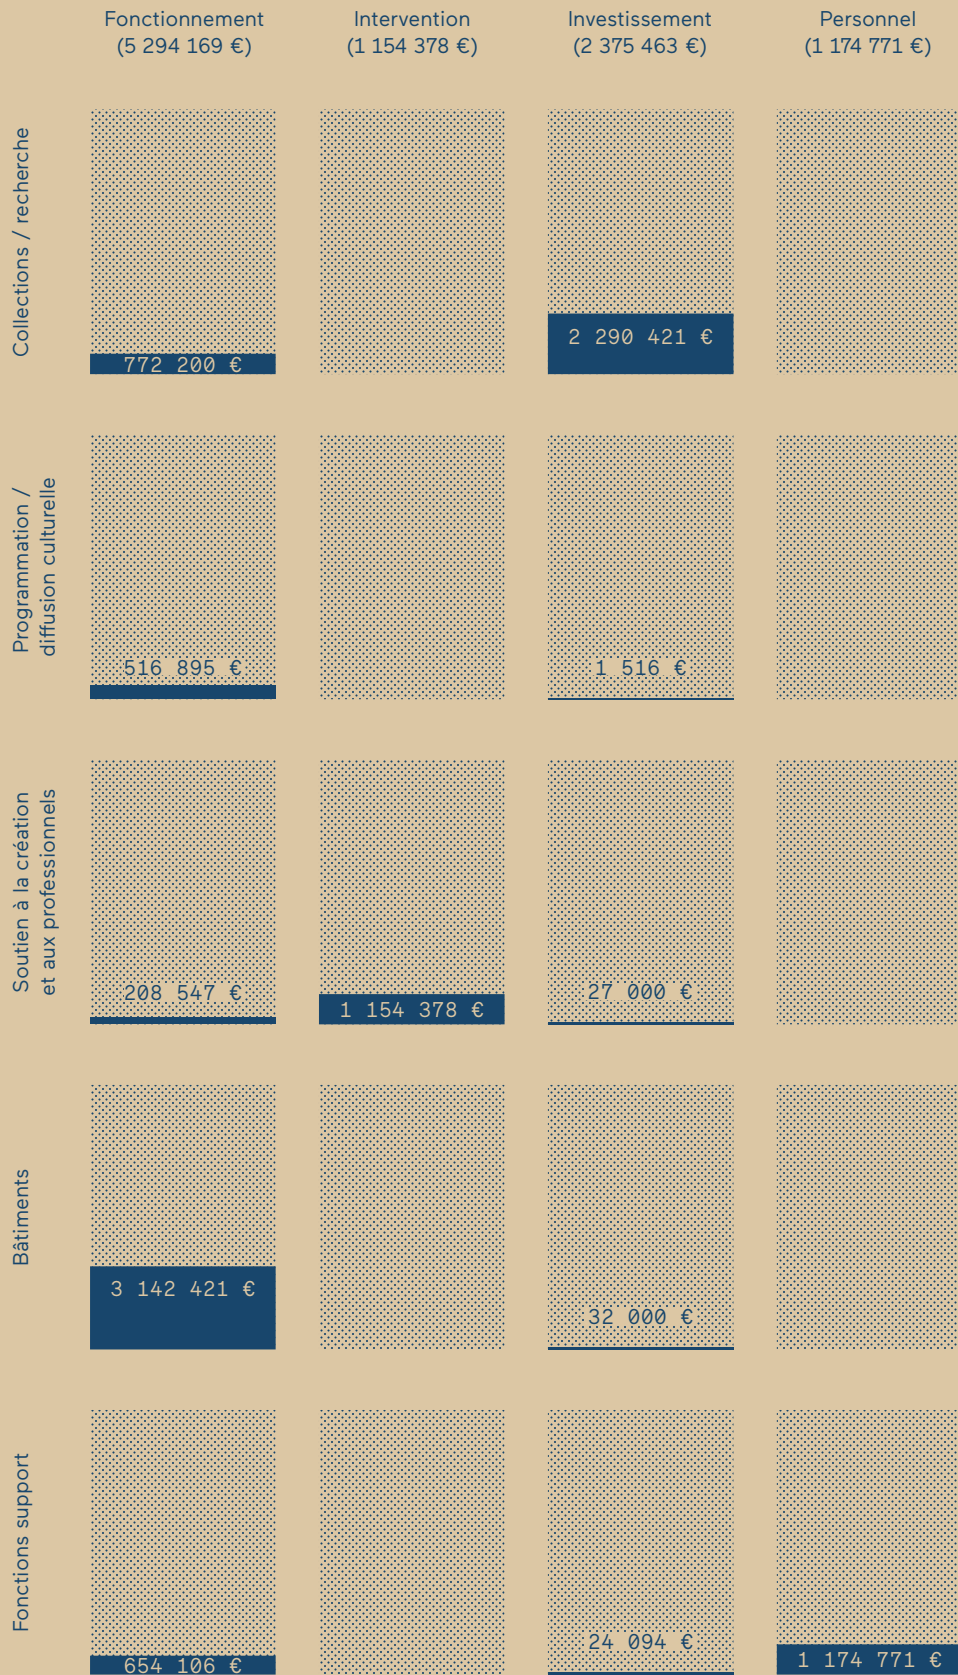 Fonctionnement
(5 294 169 €)
Intervention
(1 154 378 €)
Investissement
(2 375 463 €)
Personnel
(1 174 771 €)
Collections / recherche
772 200 €
2 290 421 €
Programmation /
diffusion culturelle
516 895 €
1 516 €
Soutien à la création
et aux professionnels
208 547 €
1 154 378 €
27 000 €
Bâtiments
3 142 421 €
32 000 €
Fonctions support
654 106 €
24 094 €
1 174 771 €